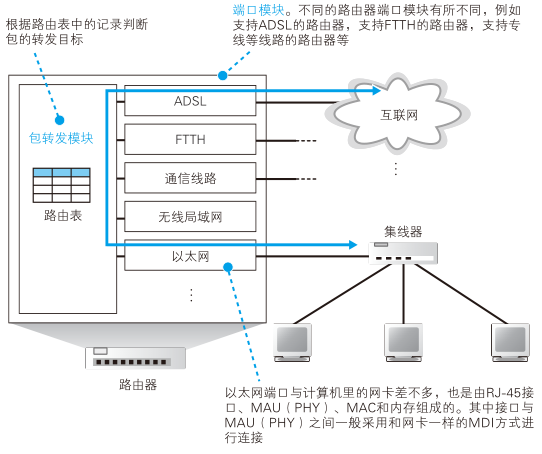 根据路由表中的记录判断
包的转发目标
端口模块。不同的路由器端口模块有所不同，例如
支持ADSL的路由器，支持FTTH的路由器，支持专
线等线路的路由器等
ADSL
FTTH
通信线路
无线局域网
以太网
⋮
包转发模块
路由表
互联网
⋮
集线器
路由器
以太网端口与计算机里的网卡差不多，也是由RJ-45接
口、MAU（PHY）、MAC和内存组成的。其中接口与
MAU（PHY）之间一般采用和网卡一样的MDI方式进
行连接